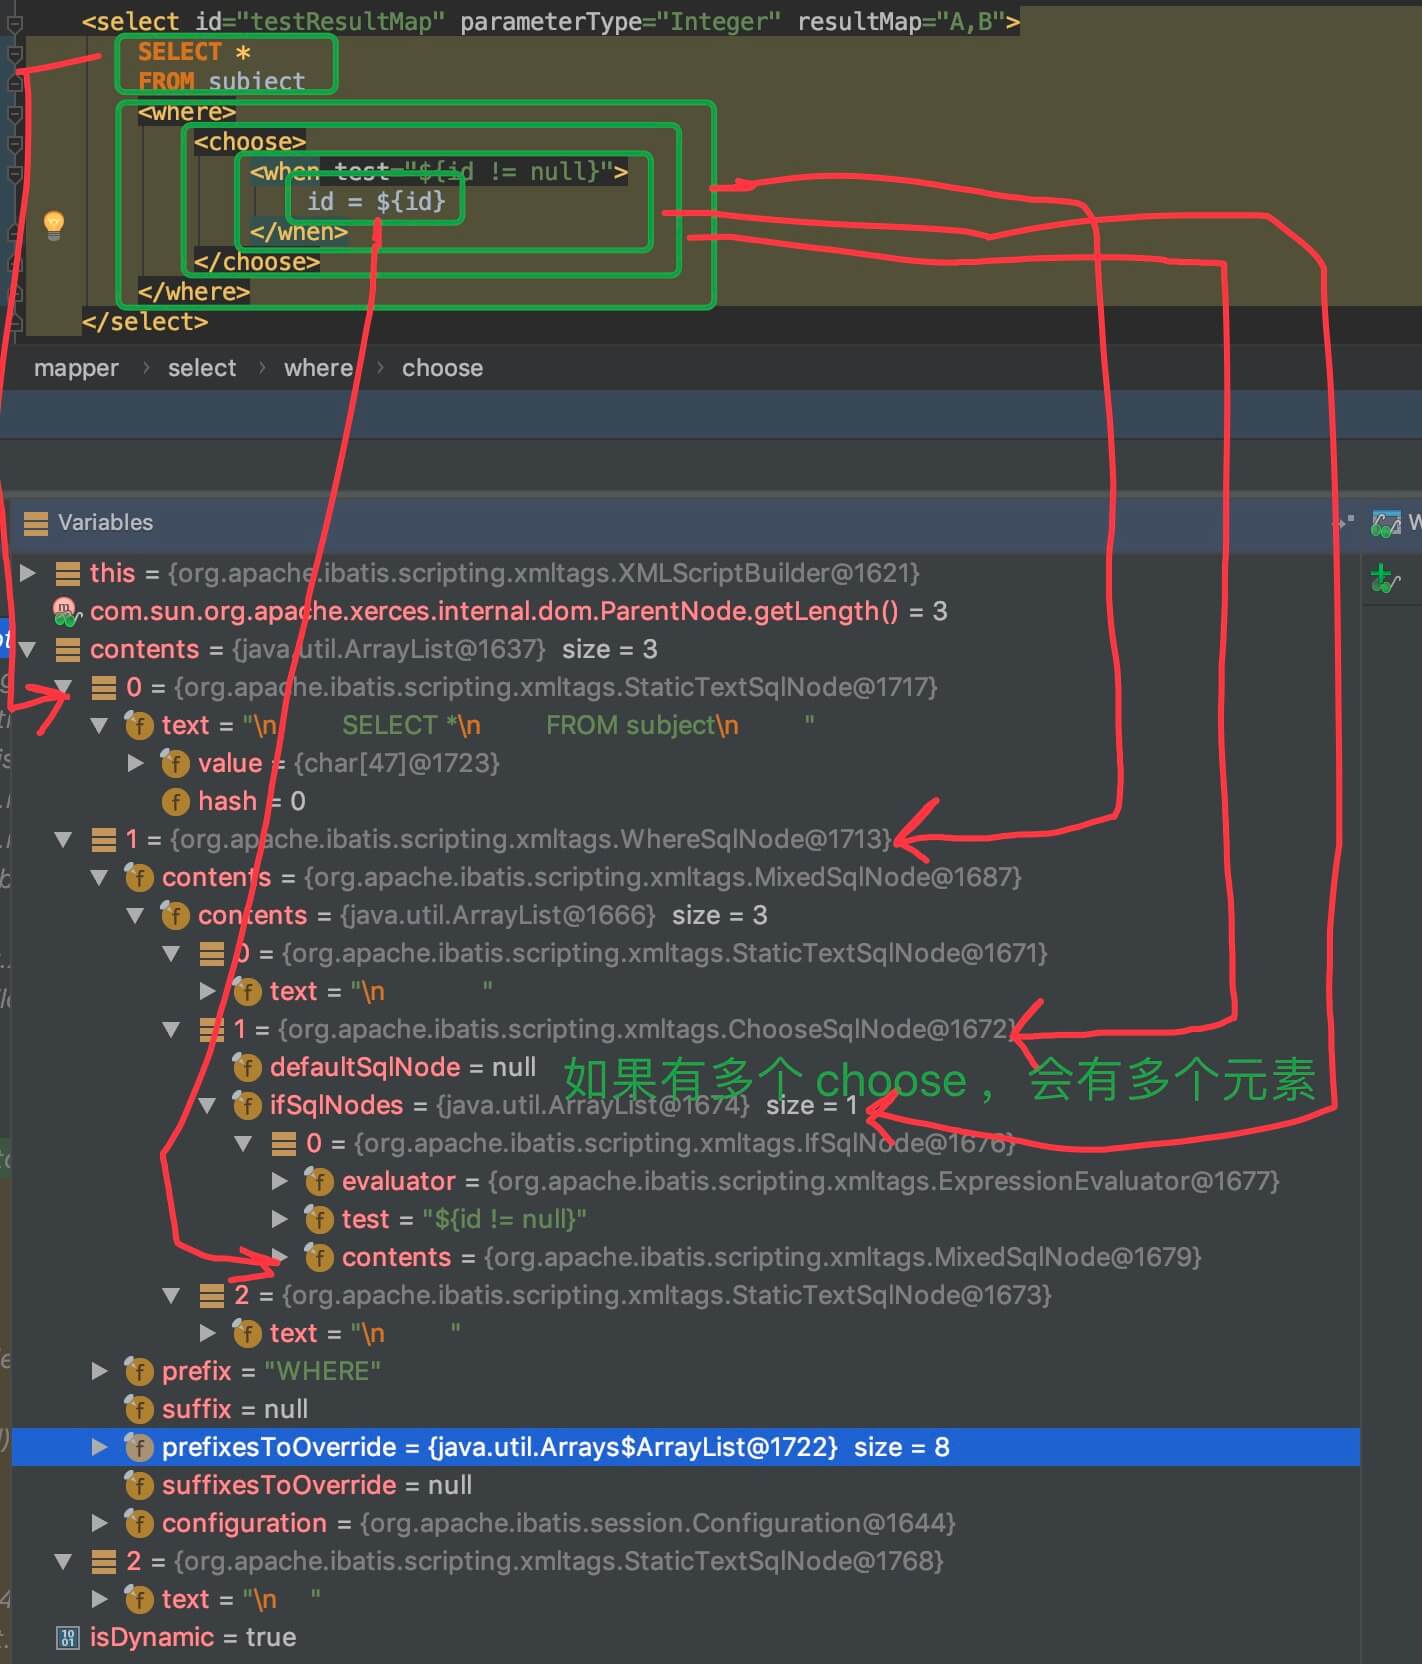 <select id="testResultMap" parameterType="Integer" resultMap="A,B">
SELECT *
FROM subject
<where>
<choose>
<when test="${id != null}">
id = ${id}
</when>
</choose>
</where>
</select>
mapper › select › where › choose
Variables
W
this = {org.apache.ibatis.scripting.xmltags.XMLScriptBuilder@1621}
com.sun.org.apache.xerces.internal.dom.ParentNode.getLength() = 3
contents = {java.util.ArrayList@1637} size = 3
0 = {org.apache.ibatis.scripting.xmltags.StaticTextSqlNode@1717}
text = "\n SELECT *\n FROM subject\n "
value = {char[47]@1723}
hash = 0
1 = {org.apache.ibatis.scripting.xmltags.WhereSqlNode@1713}
contents = {org.apache.ibatis.scripting.xmltags.MixedSqlNode@1687}
contents = {java.util.ArrayList@1666} size = 3
0 = {org.apache.ibatis.scripting.xmltags.StaticTextSqlNode@1671}
text = "\n "
1 = {org.apache.ibatis.scripting.xmltags.ChooseSqlNode@1672}
defaultSqlNode = null
如果有多个 choose ，会有多个元素
ifSqlNodes = {java.util.ArrayList@1674} size = 1
0 = {org.apache.ibatis.scripting.xmltags.IfSqlNode@1676}
evaluator = {org.apache.ibatis.scripting.xmltags.ExpressionEvaluator@1677}
test = "${id != null}"
contents = {org.apache.ibatis.scripting.xmltags.MixedSqlNode@1679}
2 = {org.apache.ibatis.scripting.xmltags.StaticTextSqlNode@1673}
text = "\n "
prefix = "WHERE"
suffix = null
prefixesToOverride = {java.util.Arrays$ArrayList@1722} size = 8
suffixesToOverride = null
configuration = {org.apache.ibatis.session.Configuration@1644}
2 = {org.apache.ibatis.scripting.xmltags.StaticTextSqlNode@1768}
text = "\n "
isDynamic = true